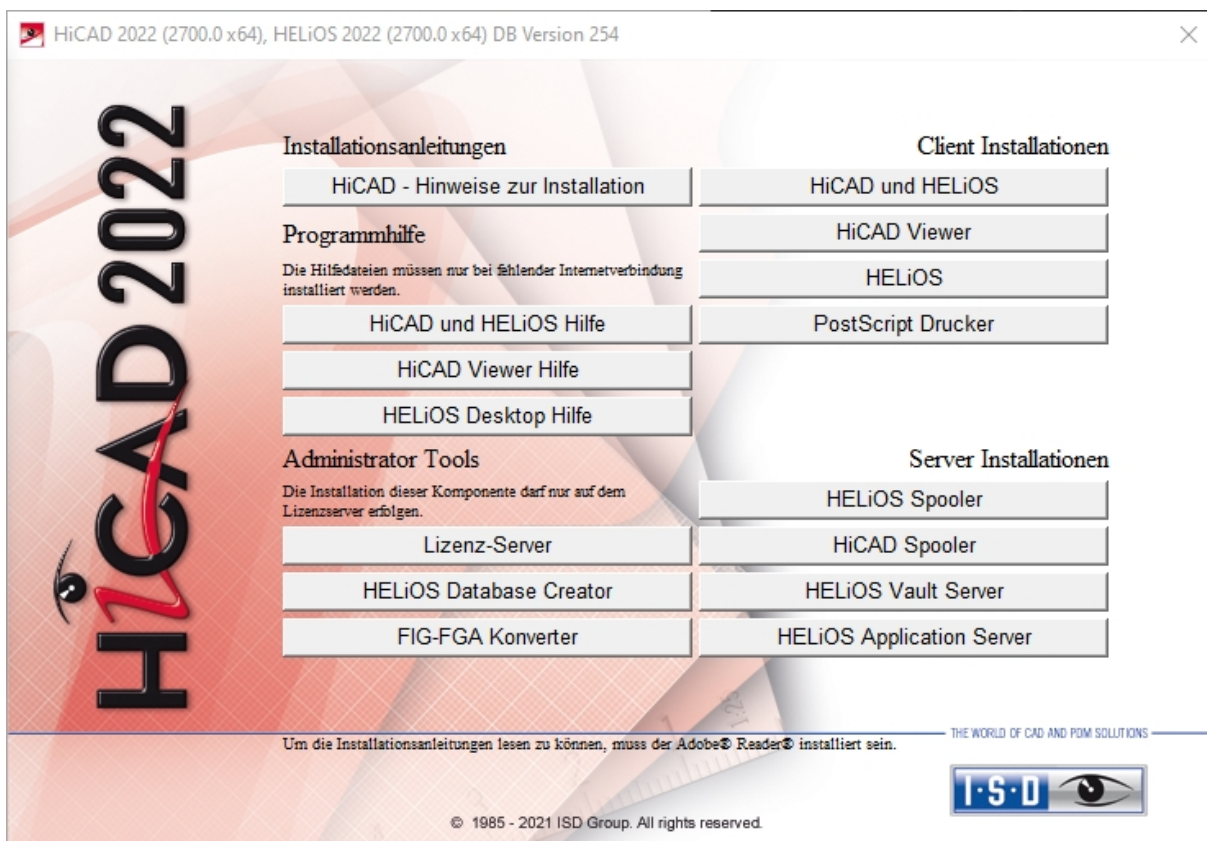 HiCAD 2022 (2700.0 x64), HELiOS 2022 (2700.0 x64) DB Version 254
HiCAD 2022
Installationsanleitungen
HiCAD - Hinweise zur Installation
Programmhilfe
Die Hilfedateien müssen nur bei fehlender Internetverbindung
installiert werden.
HiCAD und HELiOS Hilfe
HiCAD Viewer Hilfe
HELiOS Desktop Hilfe
Administrator Tools
Die Installation dieser Komponente darf nur auf dem
Lizenzserver erfolgen.
Lizenz-Server
HELiOS Database Creator
FIG-FGA Konverter
Client Installationen
HiCAD und HELiOS
HiCAD Viewer
HELiOS
PostScript Drucker
Server Installationen
HELiOS Spooler
HiCAD Spooler
HELiOS Vault Server
HELiOS Application Server
1:25
Um die Installationsanleitungen lesen zu können, muss der Adobe® Reader® installiert sein.
THE WORLD OF CAD AND PDM SOLUTIONS
I·S·D
© 1985 - 2021 ISD Group. All rights reserved.